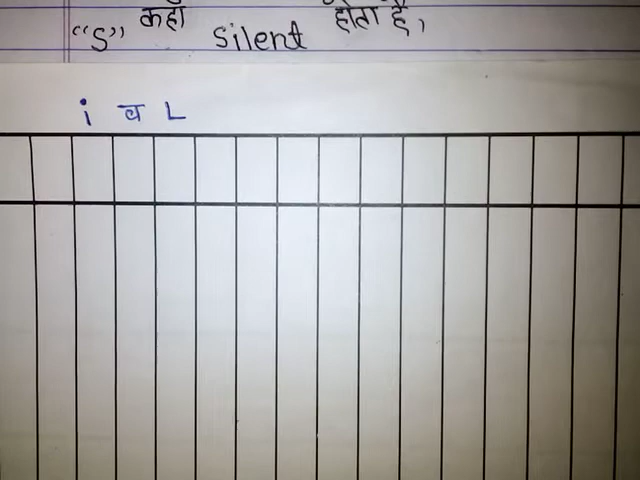 “S” कहाँ silent होता है,
i व L